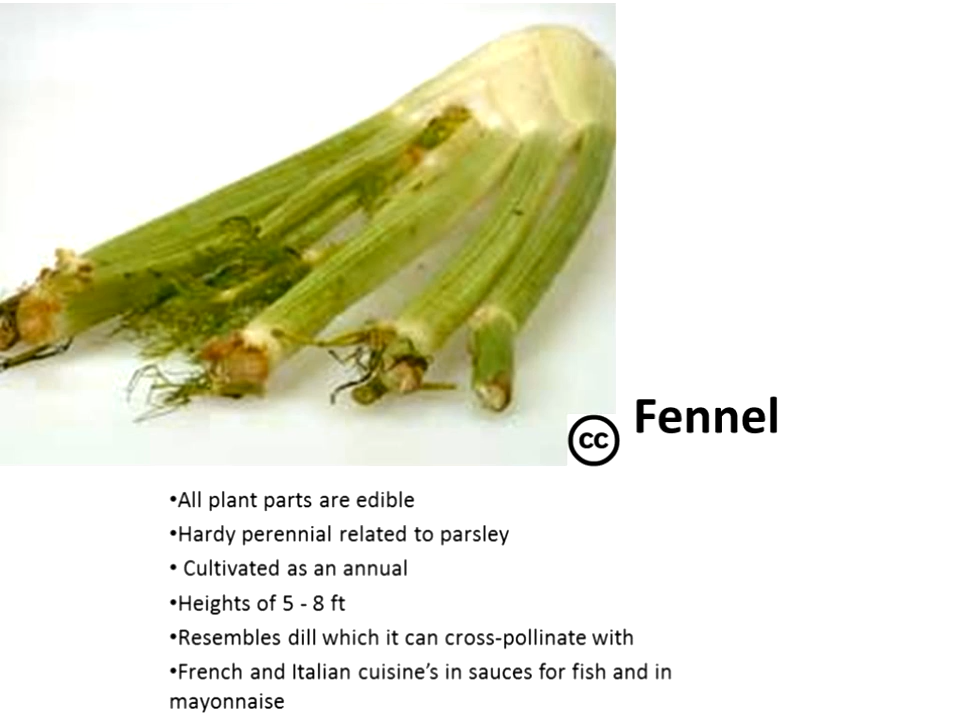 cc Fennel
•All plant parts are edible
•Hardy perennial related to parsley
• Cultivated as an annual
•Heights of 5 - 8 ft
•Resembles dill which it can cross-pollinate with
•French and Italian cuisine’s in sauces for fish and in
mayonnaise